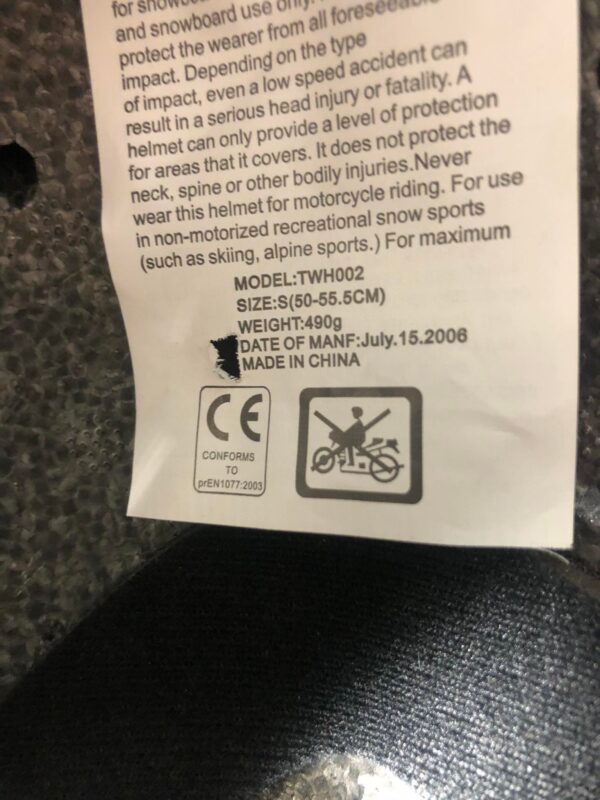 for snowboard
and snowboard use only.
protect the wearer from all foreseeable
impact. Depending on the type
of impact, even a low speed accident can
result in a serious head injury or fatality. A
helmet can only provide a level of protection
for areas that it covers. It does not protect the
neck, spine or other bodily injuries.Never
wear this helmet for motorcycle riding. For use
in non-motorized recreational snow sports
(such as skiing, alpine sports.) For maximum
MODEL:TWH002
SIZE:S(50-55.5CM)
WEIGHT:490g
DATE OF MANF:July.15.2006
MADE IN CHINA
CE
CONFORMS
TO
prEN1077:2003